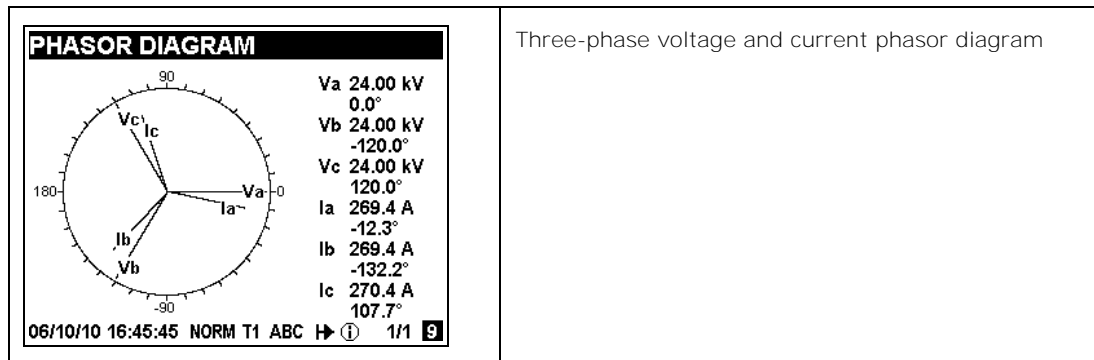 PHASOR DIAGRAM
90
180
0
-90
Vc
Ic
Va
Ia
Ib
Vb
Va 24.00 kV
0.0°
Vb 24.00 kV
-120.0°
Vc 24.00 kV
120.0°
Ia 269.4 A
-12.3°
Ib 269.4 A
-132.2°
Ic 270.4 A
107.7°
06/10/10 16:45:45 NORM T1 ABC 1/1 9
Three-phase voltage and current phasor diagram